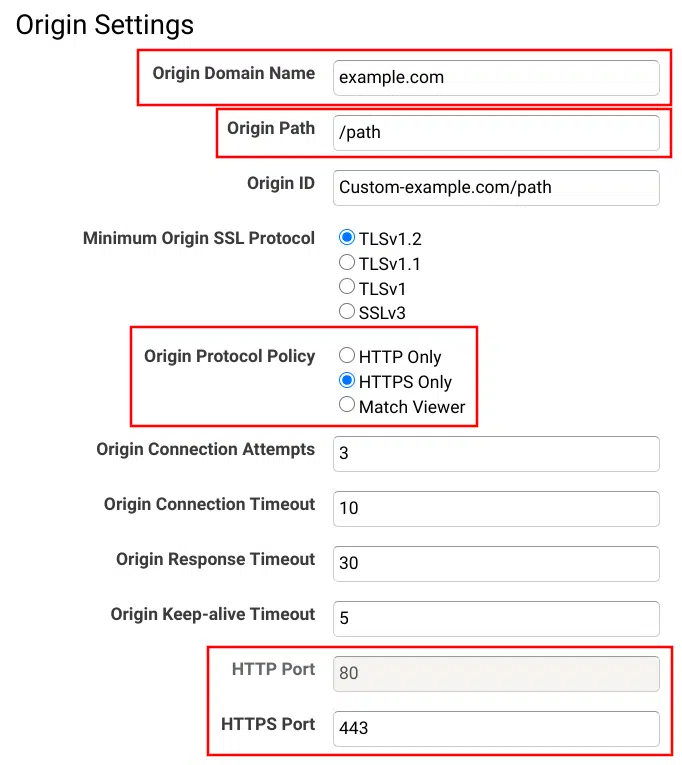 Origin Settings
Origin Domain Name example.com
Origin Path /path
Origin ID Custom-example.com/path
Minimum Origin SSL Protocol TLSv1.2
TLSv1.1
TLSv1
SSLv3
Origin Protocol Policy HTTP Only
HTTPS Only
Match Viewer
Origin Connection Attempts 3
Origin Connection Timeout 10
Origin Response Timeout 30
Origin Keep-alive Timeout 5
HTTP Port 80
HTTPS Port 443